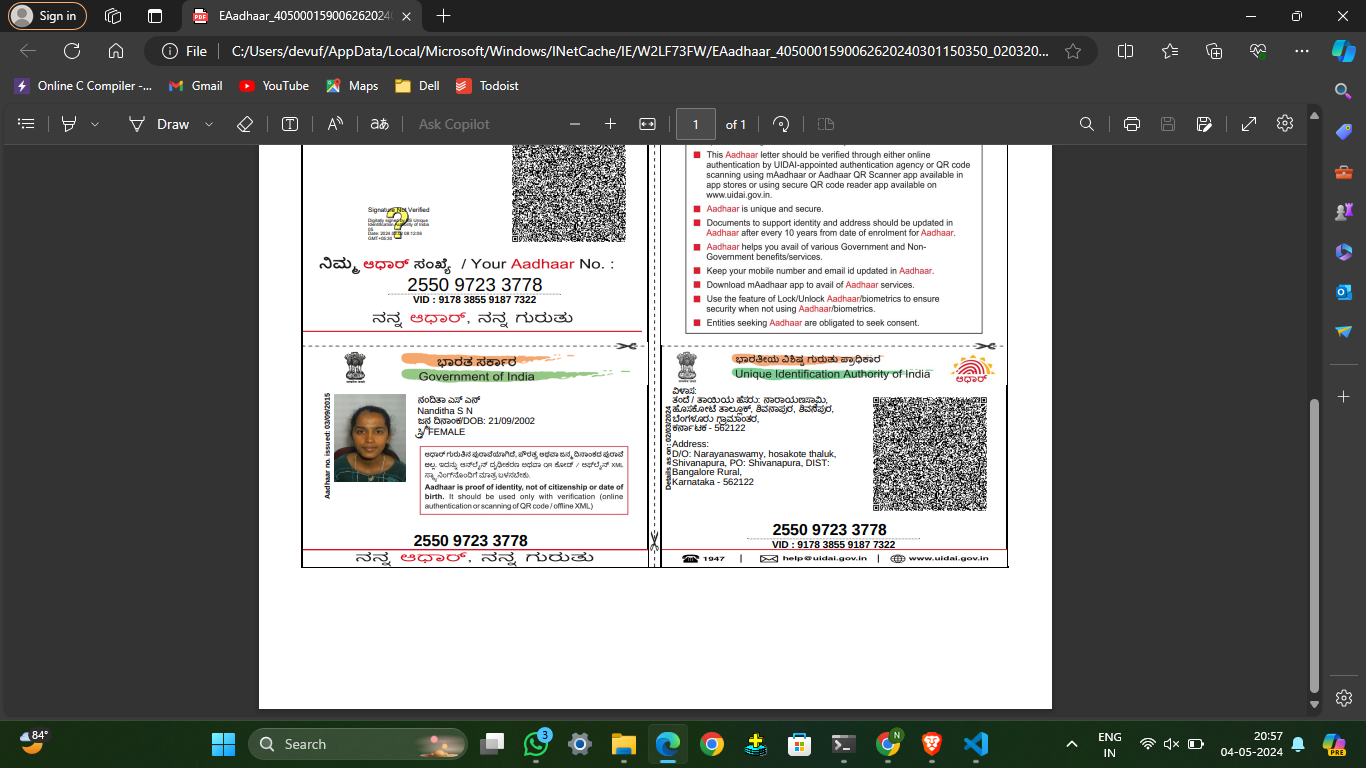 Sign in
EAadhaar_4050001590062620240
File
C:/Users/devuf/AppData/Local/Microsoft/Windows/INetCache/IE/W2LF73FW/EAadhaar_4050001590062620240301150350_020320...
Online C Compiler -...
Gmail
YouTube
Maps
Dell
Todoist
Draw
Ask Copilot
1 of 1
Signature Not Verified
Digitally signed by DS Unique
Identification Authority of India
05
Date: 2024.03.02 08:12:08
GMT+05:30
ನಿಮ್ಮ ಆಧಾರ್ ಸಂಖ್ಯೆ / Your Aadhaar No. :
2550 9723 3778
VID : 9178 3855 9187 7322
ನನ್ನ ಆಧಾರ್, ನನ್ನ ಗುರುತು
This Aadhaar letter should be verified through either online
authentication by UIDAI-appointed authentication agency or QR code
scanning using mAadhaar or Aadhaar QR Scanner app available in
app stores or using secure QR code reader app available on
www.uidai.gov.in.
Aadhaar is unique and secure.
Documents to support identity and address should be updated in
Aadhaar after every 10 years from date of enrolment for Aadhaar.
Aadhaar helps you avail of various Government and Non-
Government benefits/services.
Keep your mobile number and email id updated in Aadhaar.
Download mAadhaar app to avail of Aadhaar services.
Use the feature of Lock/Unlock Aadhaar/biometrics to ensure
security when not using Aadhaar/biometrics.
Entities seeking Aadhaar are obligated to seek consent.
ಭಾರತ ಸರ್ಕಾರ
Government of India
Aadhaar no. issued: 03/09/2015
ನಂದಿತಾ ಎಸ್ ಎನ್
Nanditha S N
ಜನ್ಮ ದಿನಾಂಕ/DOB: 21/09/2002
ಸ್ತ್ರೀ/ FEMALE
ಆಧಾರ್ ಗುರುತಿನ ಪುರಾವೆಯಾಗಿದೆ, ಪೌರತ್ವ ಅಥವಾ ಜನ್ಮ ದಿನಾಂಕದ ಪುರಾವೆ
ಅಲ್ಲ. ಇದನ್ನು ಆನ್‌ಲೈನ್ ದೃಢೀಕರಣ ಅಥವಾ QR ಕೋಡ್ / ಆಫ್‌ಲೈನ್ XML
ಸ್ಕ್ಯಾನಿಂಗ್‌ನೊಂದಿಗೆ ಮಾತ್ರ ಬಳಸಬೇಕು.
Aadhaar is proof of identity, not of citizenship or date of
birth. It should be used only with verification (online
authentication or scanning of QR code / offline XML)
2550 9723 3778
ನನ್ನ ಆಧಾರ್, ನನ್ನ ಗುರುತು
ಭಾರತೀಯ ವಿಶಿಷ್ಟ ಗುರುತು ಪ್ರಾಧಿಕಾರ
Unique Identification Authority of India
ಆಧಾರ್
Details as on: 02/03/2024
ವಿಳಾಸ:
ತಂದೆ / ತಾಯಿಯ ಹೆಸರು: ನಾರಾಯಣಸ್ವಾಮಿ,
ಹೊಸಕೋಟೆ ತಾಲ್ಲೂಕ್, ಶಿವನಾಪುರ, ಶಿವನಪುರ,
ಬೆಂಗಳೂರು ಗ್ರಾಮಾಂತರ,
ಕರ್ನಾಟಕ - 562122
Address:
D/O: Narayanaswamy, hosakote thaluk,
Shivanapura, PO: Shivanapura, DIST:
Bangalore Rural,
Karnataka - 562122
2550 9723 3778
VID : 9178 3855 9187 7322
1947 | help@uidai.gov.in | www.uidai.gov.in
84°
Search
3
N
ENG
IN
20:57
04-05-2024
PRE